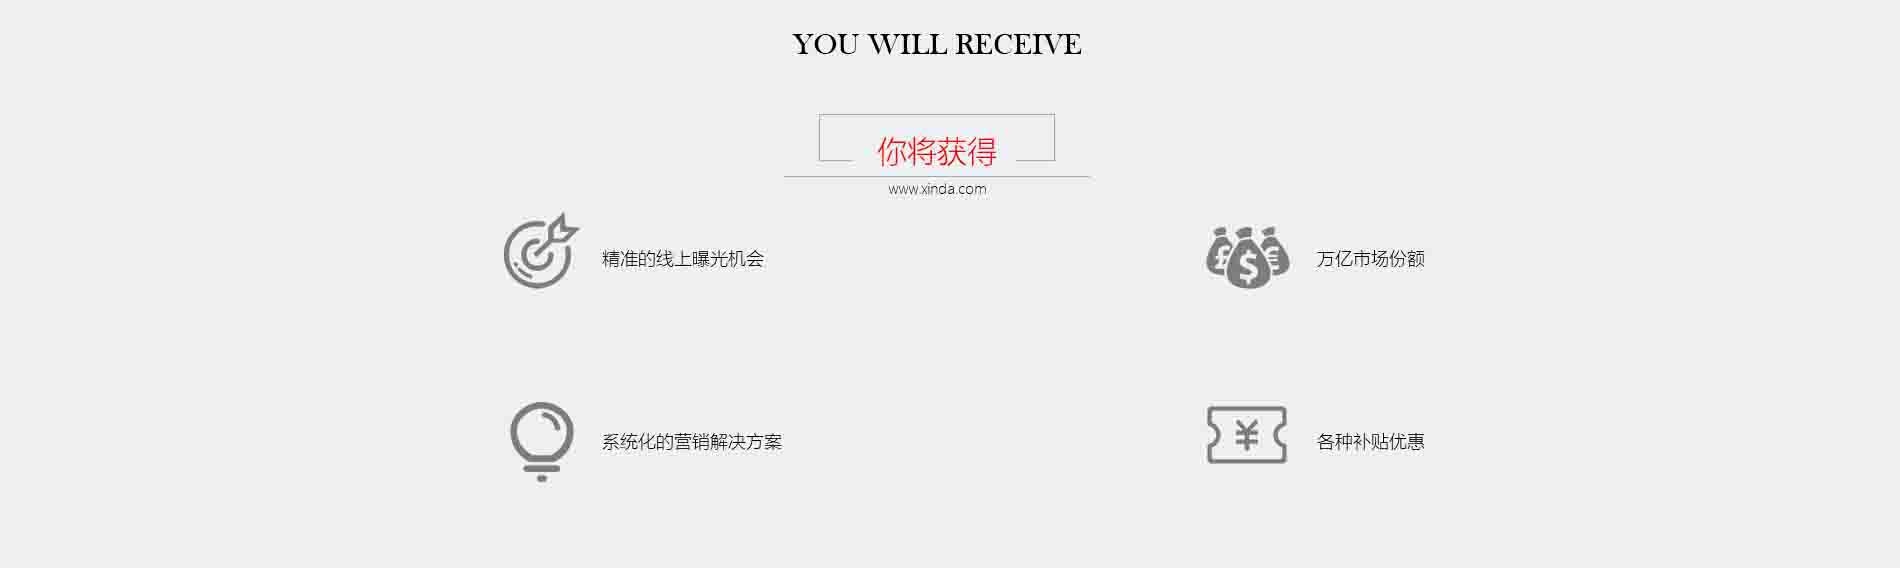 YOU WILL RECEIVE
你将获得
www.xinda.com
精准的线上曝光机会
万亿市场份额
系统化的营销解决方案
各种补贴优惠